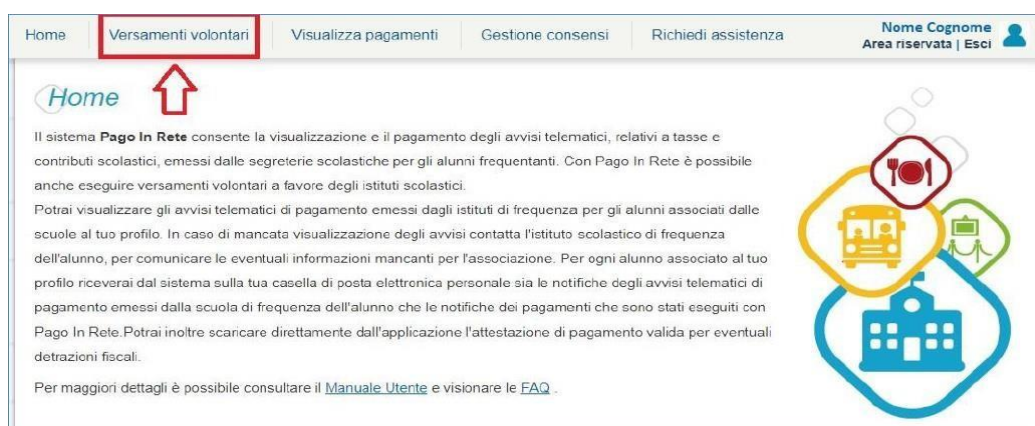 Home Versamenti volontari Visualizza pagamenti Gestione consensi Richiedi assistenza Nome Cognome
Area riservata | Esci
Home
Il sistema Pago In Rete consente la visualizzazione e il pagamento degli avvisi telematici, relativi a tasse e
contributi scolastici, emessi dalle segreterie scolastiche per gli alunni frequentanti. Con Pago In Rete è possibile
anche eseguire versamenti volontari a favore degli istituti scolastici.
Potrai visualizzare gli avvisi telematici di pagamento emessi dagli istituti di frequenza per gli alunni associati dalle
scuole al tuo profilo. In caso di mancata visualizzazione degli avvisi contatta l'istituto scolastico di frequenza
dell'alunno, per comunicare le eventuali informazioni mancanti per l'associazione. Per ogni alunno associato al tuo
profilo riceverai dal sistema sulla tua casella di posta elettronica personale sia le notifiche degli avvisi telematici di
pagamento emessi dalla scuola di frequenza dell'alunno che le notifiche dei pagamenti che sono stati eseguiti con
Pago In Rete.Potrai inoltre scaricare direttamente dall'applicazione l'attestazione di pagamento valida per eventuali
detrazioni fiscali.
Per maggiori dettagli è possibile consultare il Manuale Utente e visionare le FAQ .